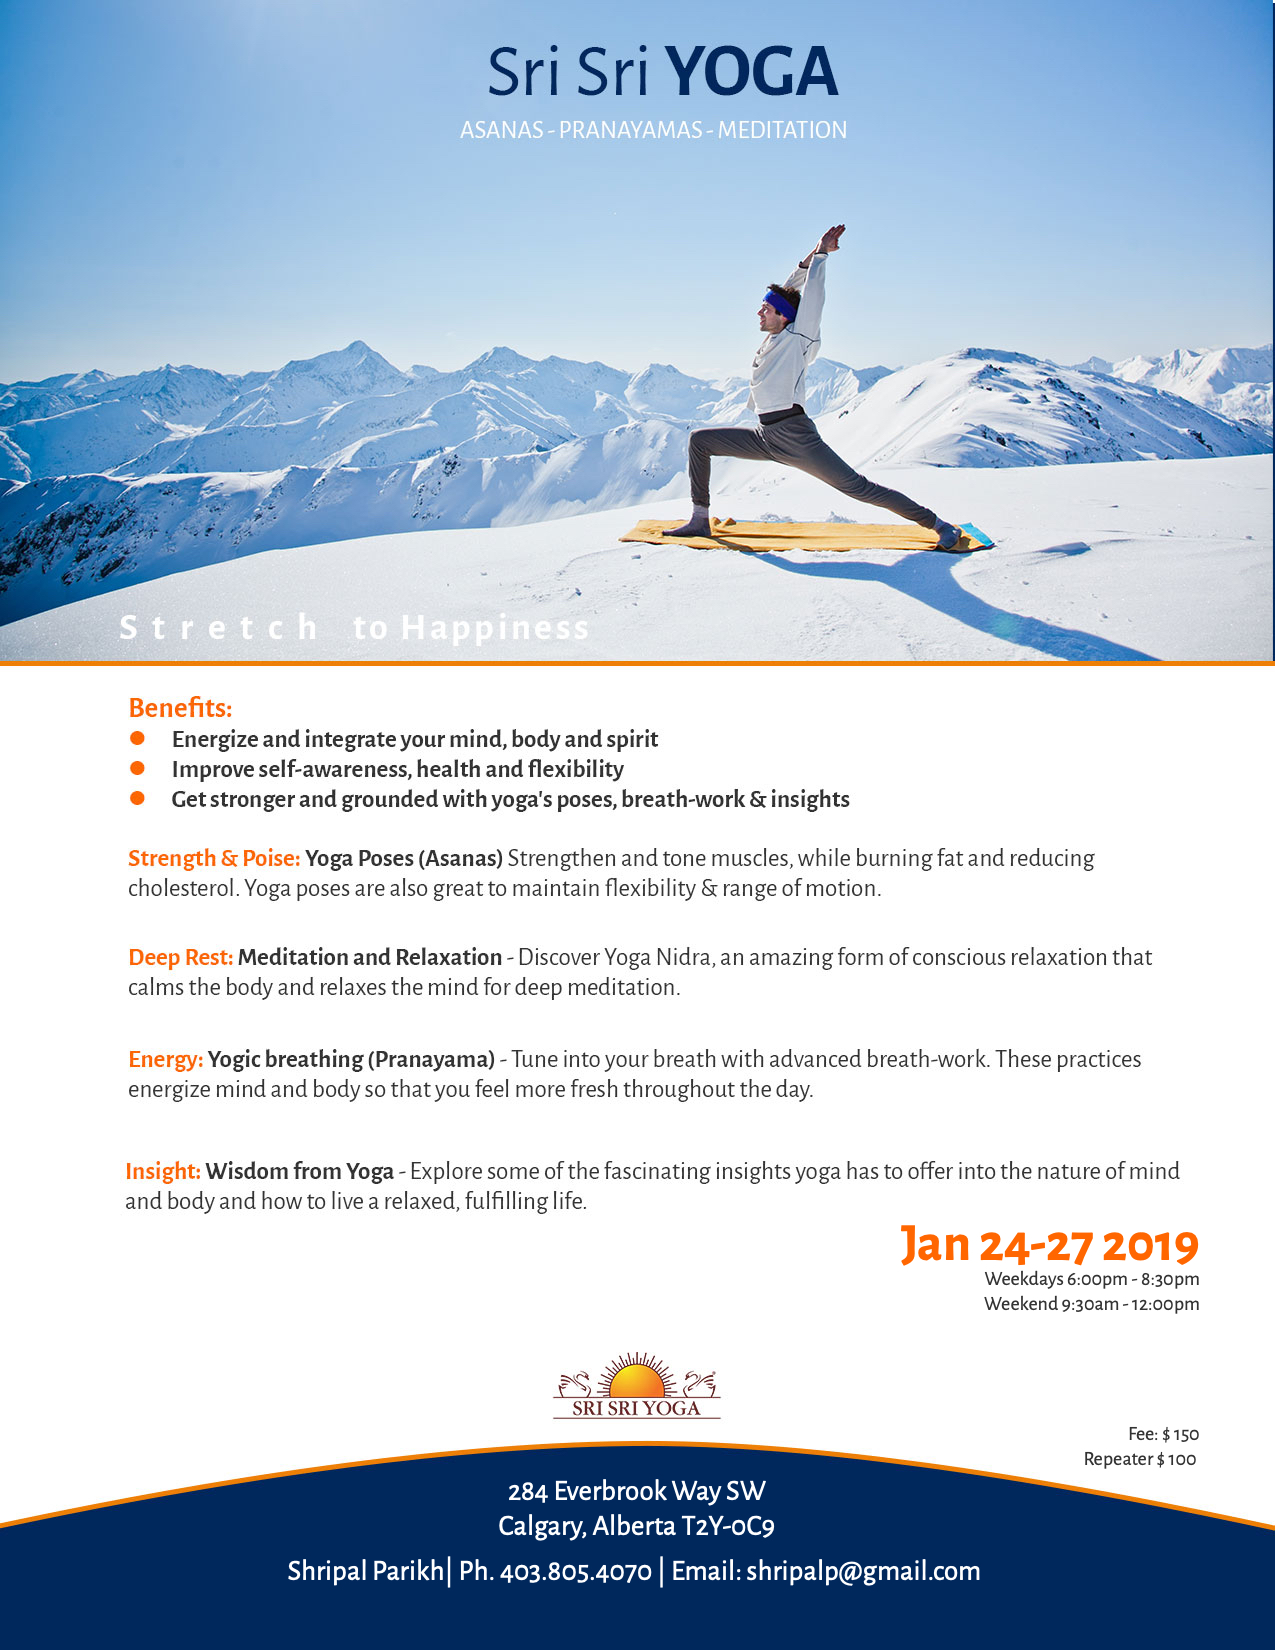 Sri Sri YOGA
ASANAS - PRANAYAMAS - MEDITATION
Stretch to Happiness
Benefits:
● Energize and integrate your mind, body and spirit
● Improve self-awareness, health and flexibility
● Get stronger and grounded with yoga's poses, breath-work & insights
Strength & Poise: Yoga Poses (Asanas) Strengthen and tone muscles, while burning fat and reducing
cholesterol. Yoga poses are also great to maintain flexibility & range of motion.
Deep Rest: Meditation and Relaxation - Discover Yoga Nidra, an amazing form of conscious relaxation that
calms the body and relaxes the mind for deep meditation.
Energy: Yogic breathing (Pranayama) - Tune into your breath with advanced breath-work. These practices
energize mind and body so that you feel more fresh throughout the day.
Insight: Wisdom from Yoga - Explore some of the fascinating insights yoga has to offer into the nature of mind
and body and how to live a relaxed, fulfilling life.
Jan 24-27 2019
Weekdays 6:00pm - 8:30pm
Weekend 9:30am - 12:00pm
SRI SRI YOGA
Fee: $ 150
Repeater $ 100
284 Everbrook Way SW
Calgary, Alberta T2Y-0C9
Shripal Parikh| Ph. 403.805.4070 | Email: shripalp@gmail.com